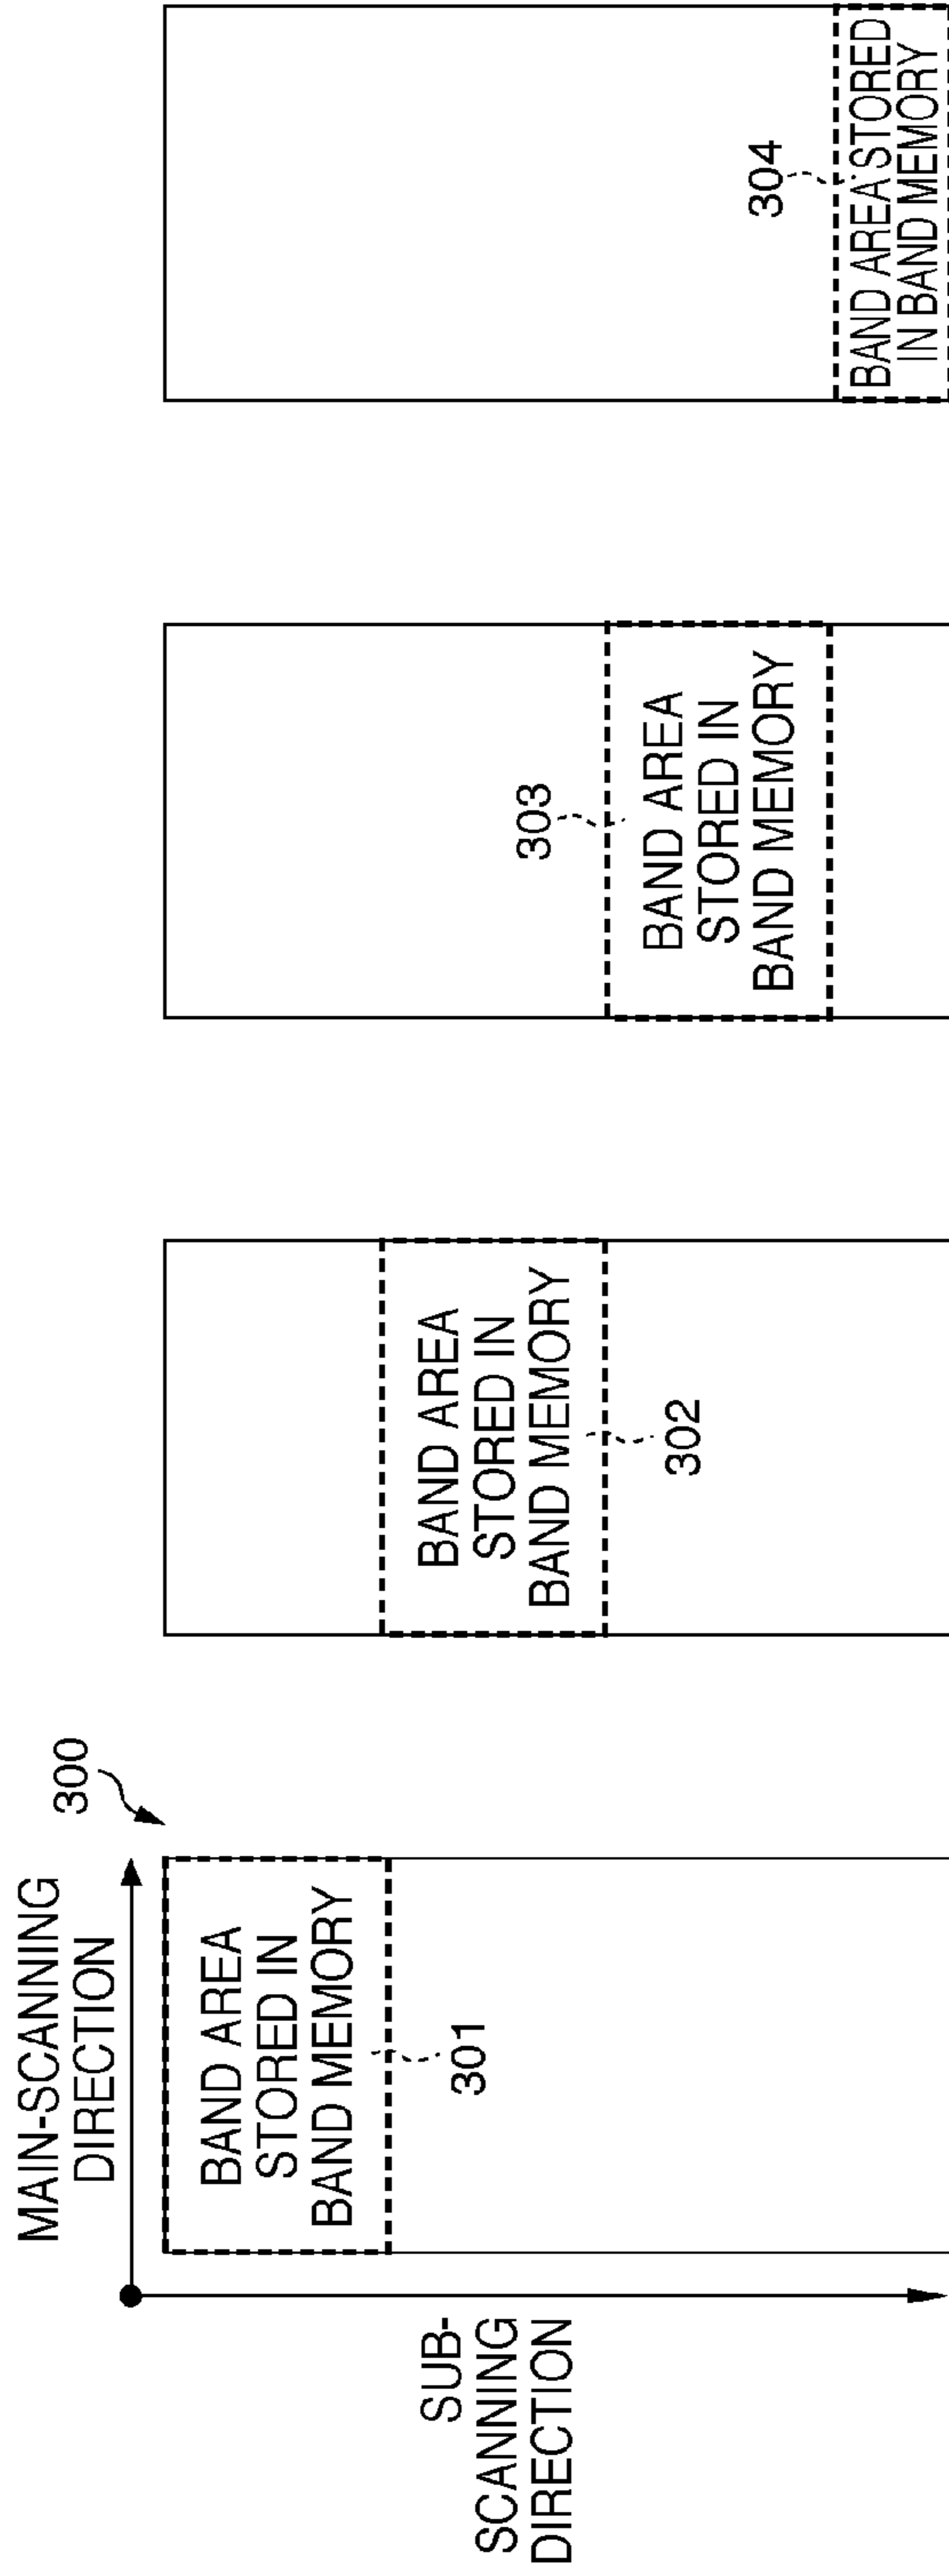 MAIN-SCANNING
DIRECTION
300
SUB-
SCANNING
DIRECTION
BAND AREA
STORED IN
BAND MEMORY
301
BAND AREA
STORED IN
BAND MEMORY
302
303
BAND AREA
STORED IN
BAND MEMORY
304
BAND AREA STORED
IN BAND MEMORY